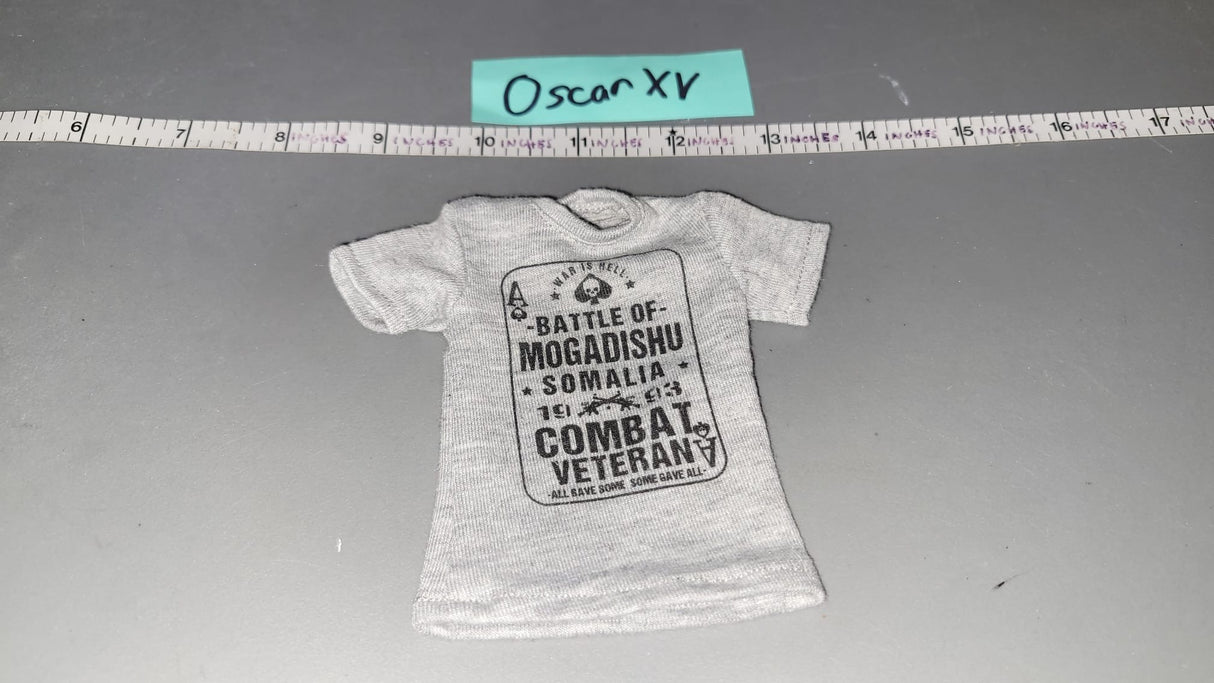 Oscar XV
6 7 8 INCHES 9 INCHES 10 INCHES 11 INCHES 12 INCHES 13 INCHES 14 INCHES 15 INCHES 16 INCHES 17 INCHES
WAR IS HELL
A
-BATTLE OF-
MOGADISHU
SOMALIA
19 93
COMBAT
VETERAN
A
-ALL GAVE SOME SOME GAVE ALL-